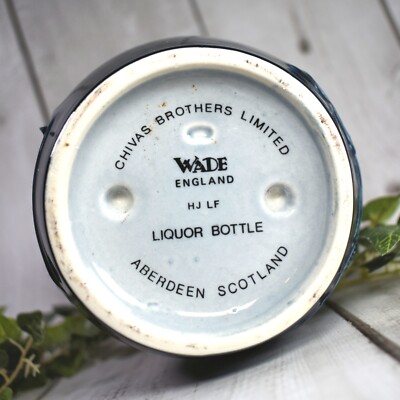 CHIVAS BROTHERS LIMITED
WADE
ENGLAND
HJ LF
LIQUOR BOTTLE
ABERDEEN SCOTLAND